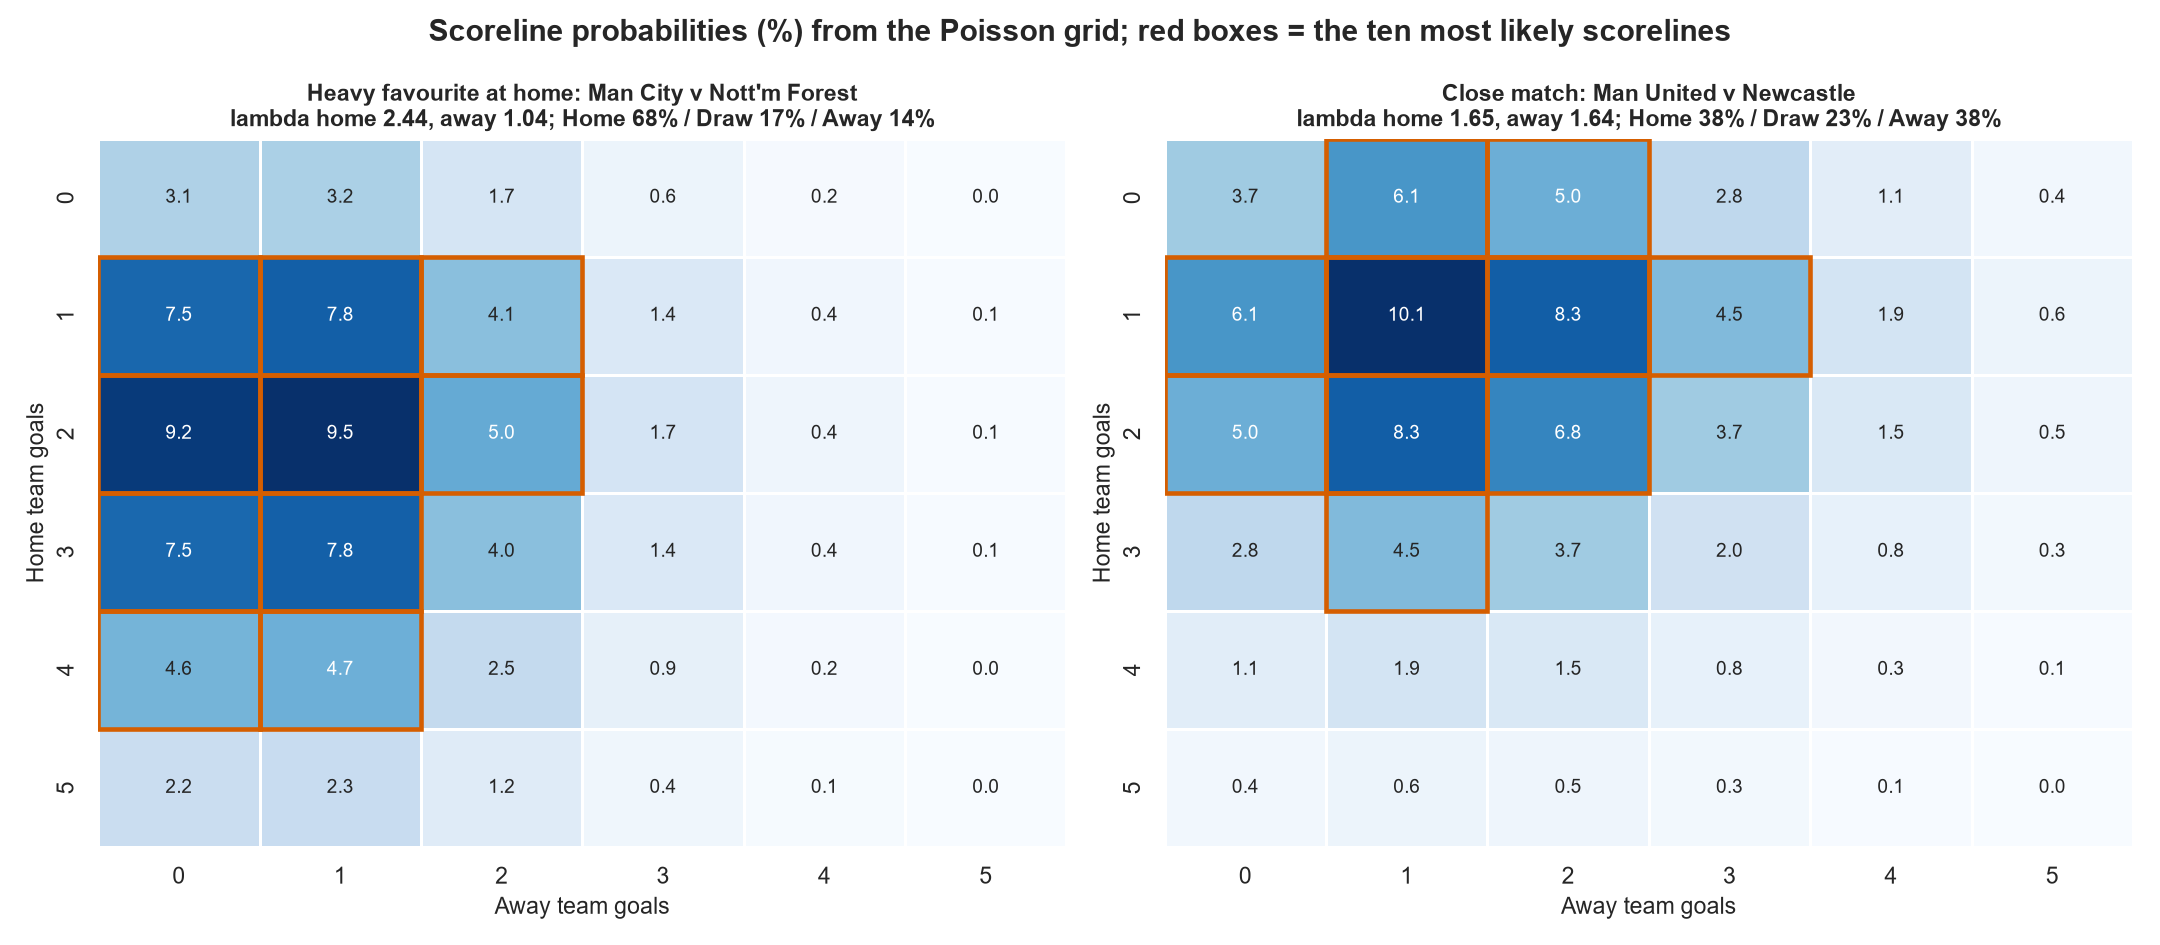 Scoreline probabilities (%) from the Poisson grid; red boxes = the ten most likely scorelines
Heavy favourite at home: Man City v Nott'm Forest
lambda home 2.44, away 1.04; Home 68% / Draw 17% / Away 14%
Home team goals
0 3.1 3.2 1.7 0.6 0.2 0.0
1 7.5 7.8 4.1 1.4 0.4 0.1
2 9.2 9.5 5.0 1.7 0.4 0.1
3 7.5 7.8 4.0 1.4 0.4 0.1
4 4.6 4.7 2.5 0.9 0.2 0.0
5 2.2 2.3 1.2 0.4 0.1 0.0
0 1 2 3 4 5
Away team goals
Close match: Man United v Newcastle
lambda home 1.65, away 1.64; Home 38% / Draw 23% / Away 38%
Home team goals
0 3.7 6.1 5.0 2.8 1.1 0.4
1 6.1 10.1 8.3 4.5 1.9 0.6
2 5.0 8.3 6.8 3.7 1.5 0.5
3 2.8 4.5 3.7 2.0 0.8 0.3
4 1.1 1.9 1.5 0.8 0.3 0.1
5 0.4 0.6 0.5 0.3 0.1 0.0
0 1 2 3 4 5
Away team goals